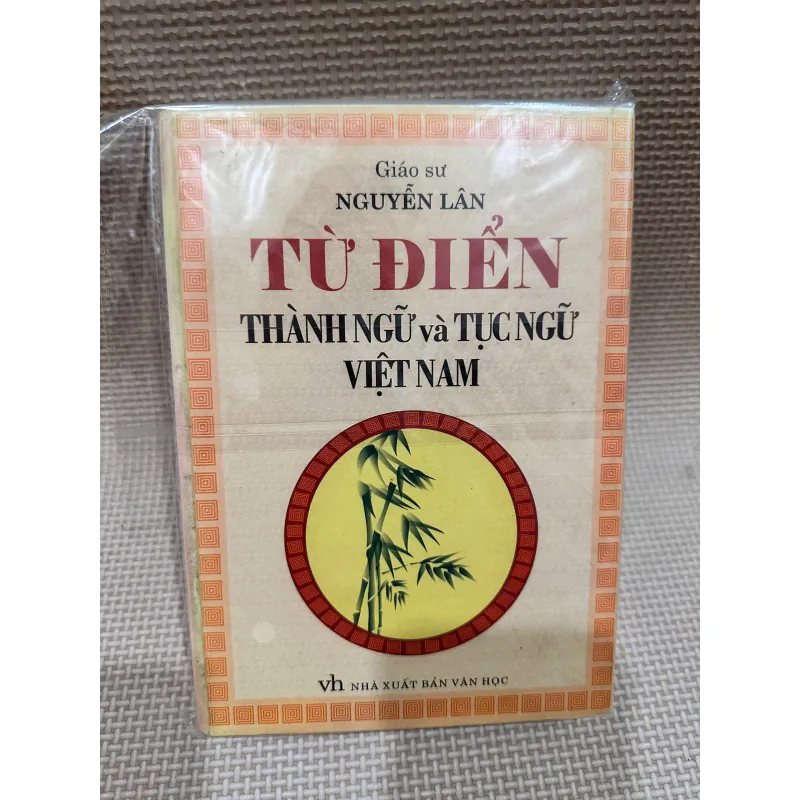 Giáo sư
NGUYỄN LÂN
TỪ ĐIỂN
THÀNH NGỮ và TỤC NGỮ
VIỆT NAM
vh NHÀ XUẤT BẢN VĂN HỌC